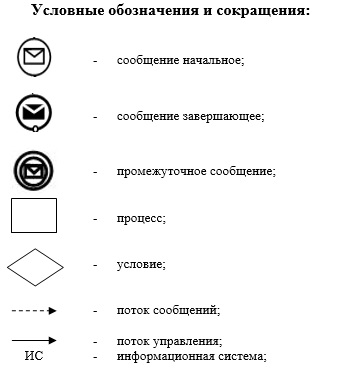 Условные обозначения и сокращения:
- сообщение начальное;
- сообщение завершающее;
- промежуточное сообщение;
- процесс;
- условие;
- поток сообщений;
- поток управления;
ИС - информационная система;